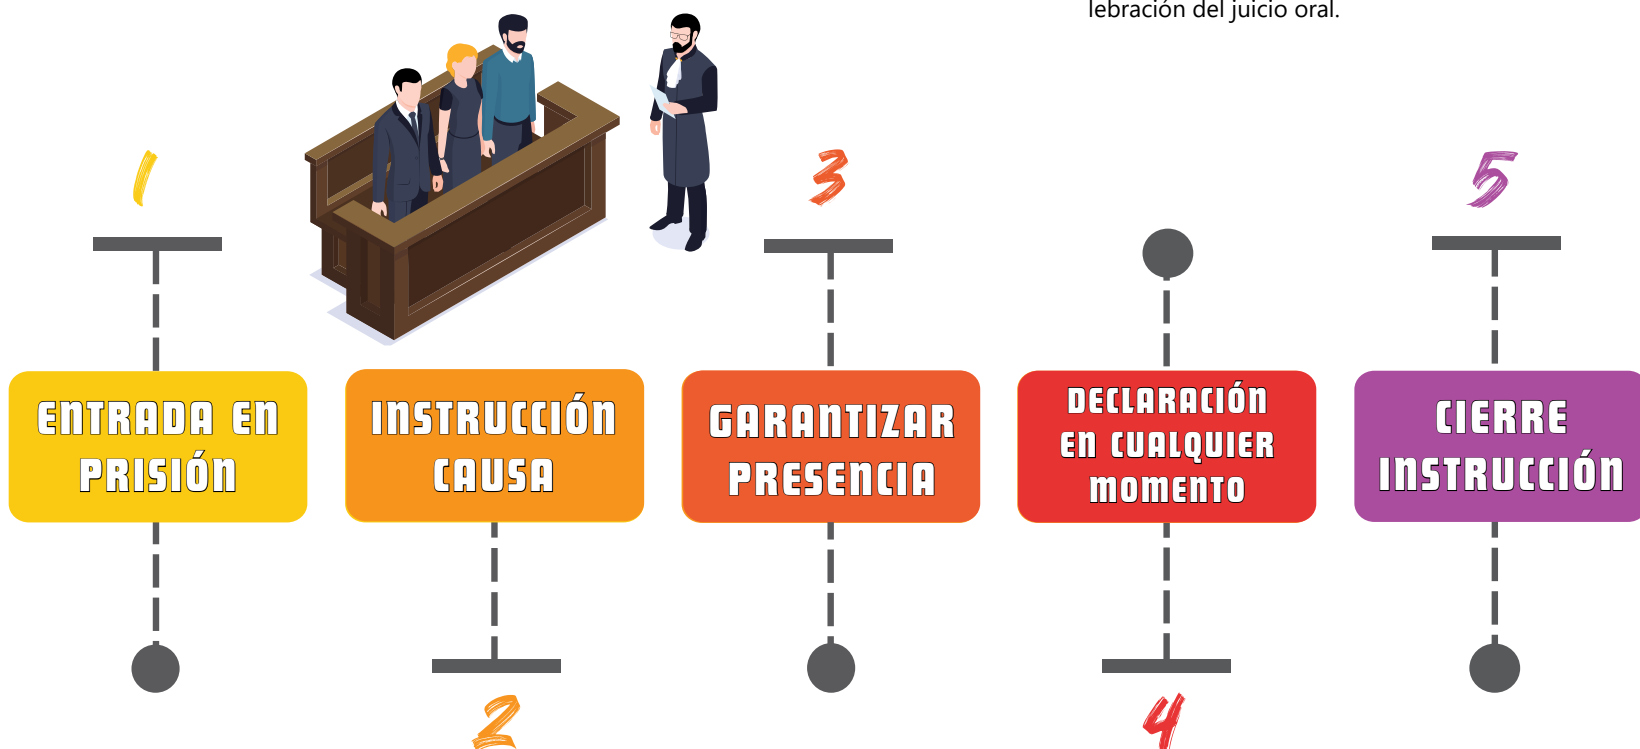 lebración del juicio oral.
1
ENTRADA EN
PRISIÓN
2
INSTRUCCIÓN
CAUSA
3
GARANTIZAR
PRESENCIA
4
DECLARACIÓN
EN CUALQUIER
MOMENTO
5
CIERRE
INSTRUCCIÓN